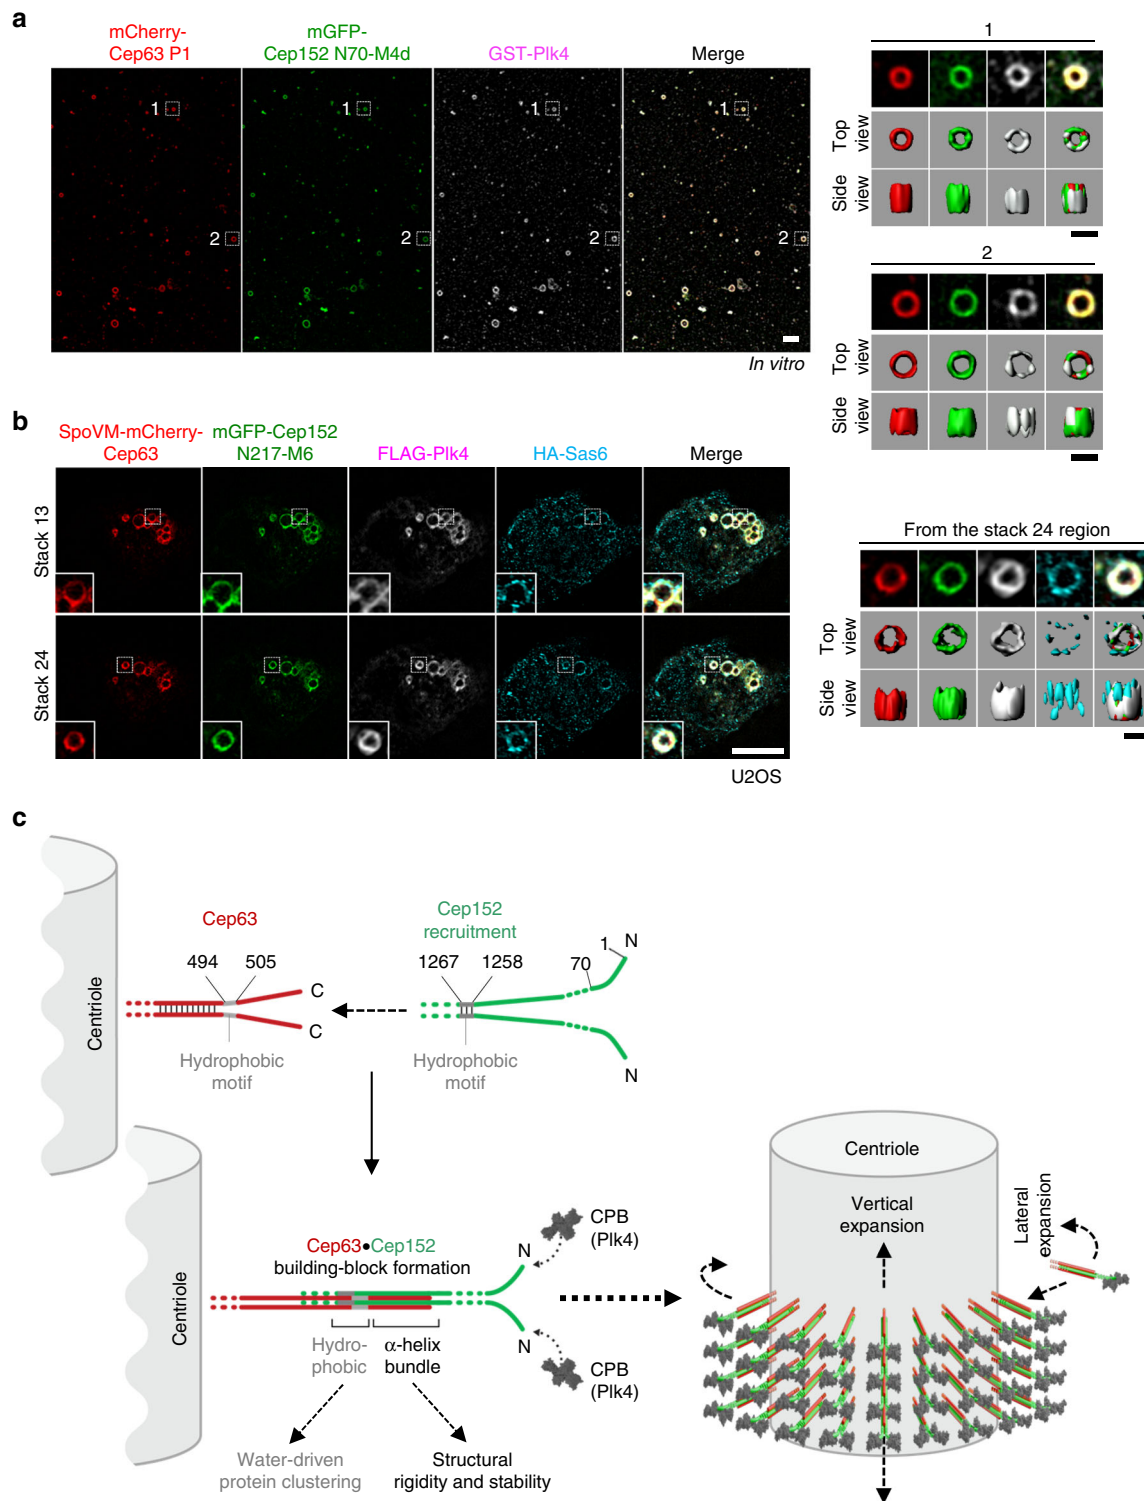 a
mCherry-
Cep63 P1
mGFP-
Cep152 N70-M4d
GST-Plk4
Merge
1
1
1
1
2
2
2
2
In vitro
1
Top
view
Side
view
2
Top
view
Side
view
b
SpoVM-mCherry-
Cep63
mGFP-Cep152
N217-M6
FLAG-Plk4
HA-Sas6
Merge
Stack 13
Stack 24
U2OS
From the stack 24 region
Top
view
Side
view
c
Centriole
Cep63
494
505
C
C
Hydrophobic
motif
Cep152
recruitment
1267
1258
70
1
N
N
Hydrophobic
motif
Centriole
Cep63•Cep152
building-block formation
N
N
CPB
(Plk4)
CPB
(Plk4)
Hydro-
phobic
α-helix
bundle
Water-driven
protein clustering
Structural
rigidity and stability
Centriole
Vertical
expansion
Lateral
expansion